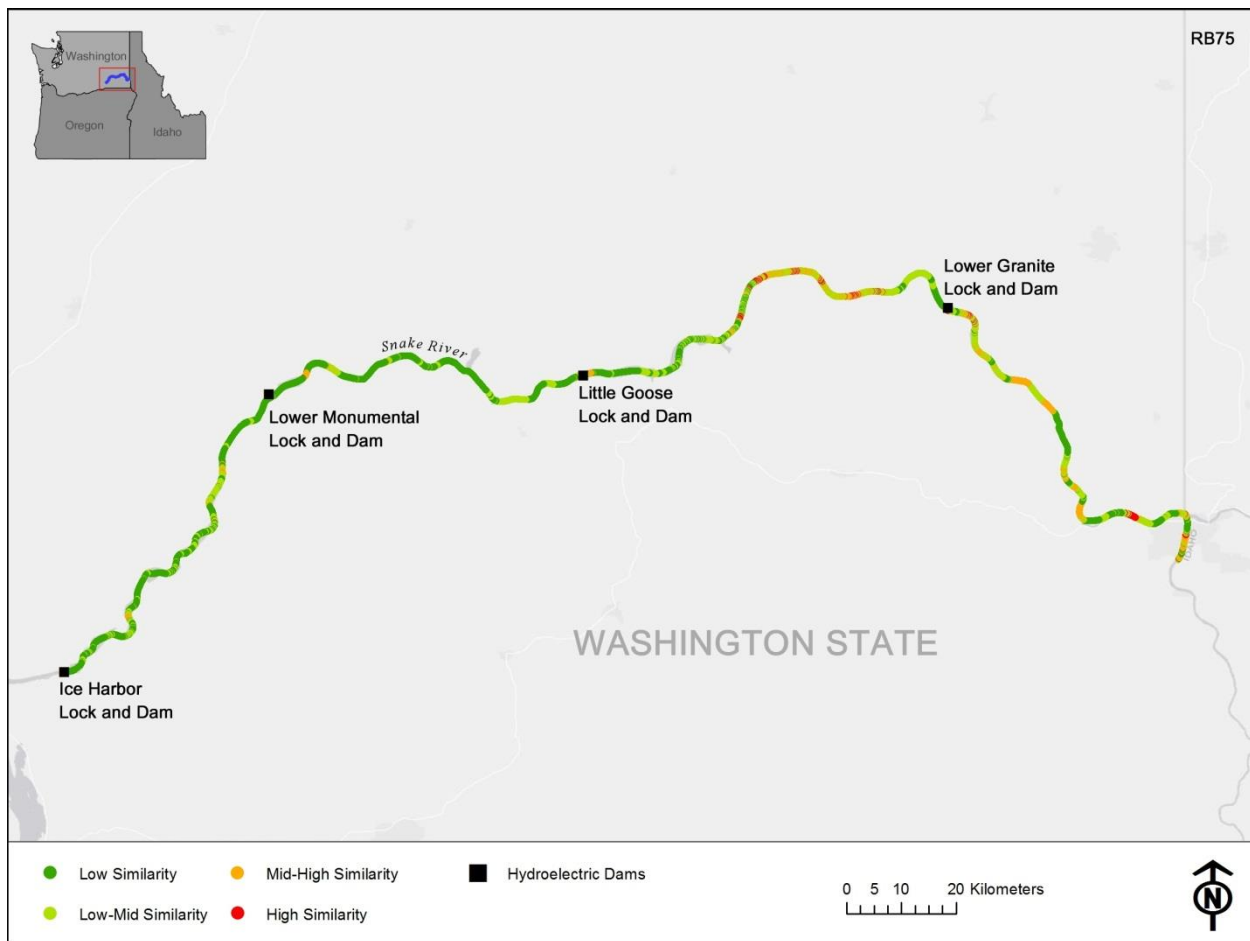 RB75
Washington
Oregon
Idaho
Lower Granite
Lock and Dam
Snake River
Little Goose
Lock and Dam
Lower Monumental
Lock and Dam
IDAHO
WASHINGTON STATE
Ice Harbor
Lock and Dam
Low Similarity
Mid-High Similarity
Hydroelectric Dams
Low-Mid Similarity
High Similarity
0 5 10 20 Kilometers
N